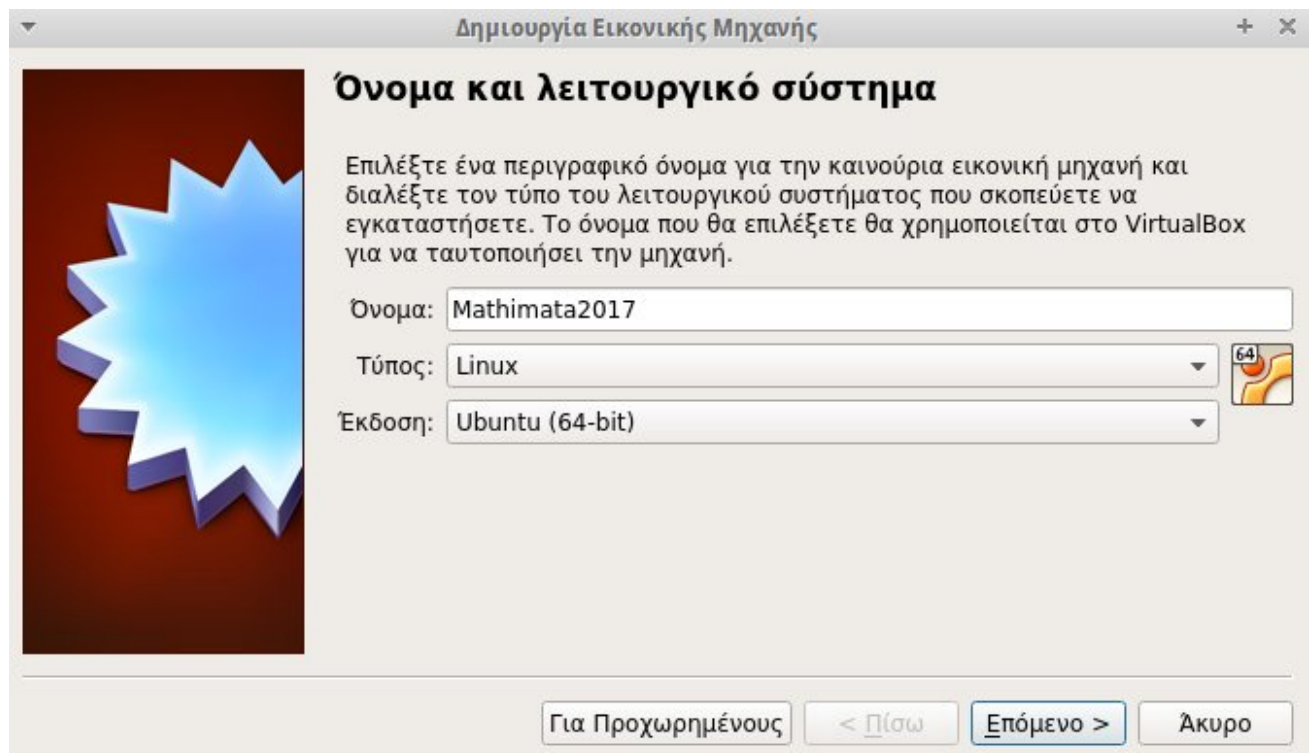 Δημιουργία Εικονικής Μηχανής
Όνομα και λειτουργικό σύστημα
Επιλέξτε ένα περιγραφικό όνομα για την καινούρια εικονική μηχανή και
διαλέξτε τον τύπο του λειτουργικού συστήματος που σκοπεύετε να
εγκαταστήσετε. Το όνομα που θα επιλέξετε θα χρημοποιείται στο VirtualBox
για να ταυτοποιήσει την μηχανή.
Όνομα: Mathimata2017
Τύπος: Linux
64
Έκδοση: Ubuntu (64-bit)
Για Προχωρημένους < Πίσω Επόμενο > Άκυρο